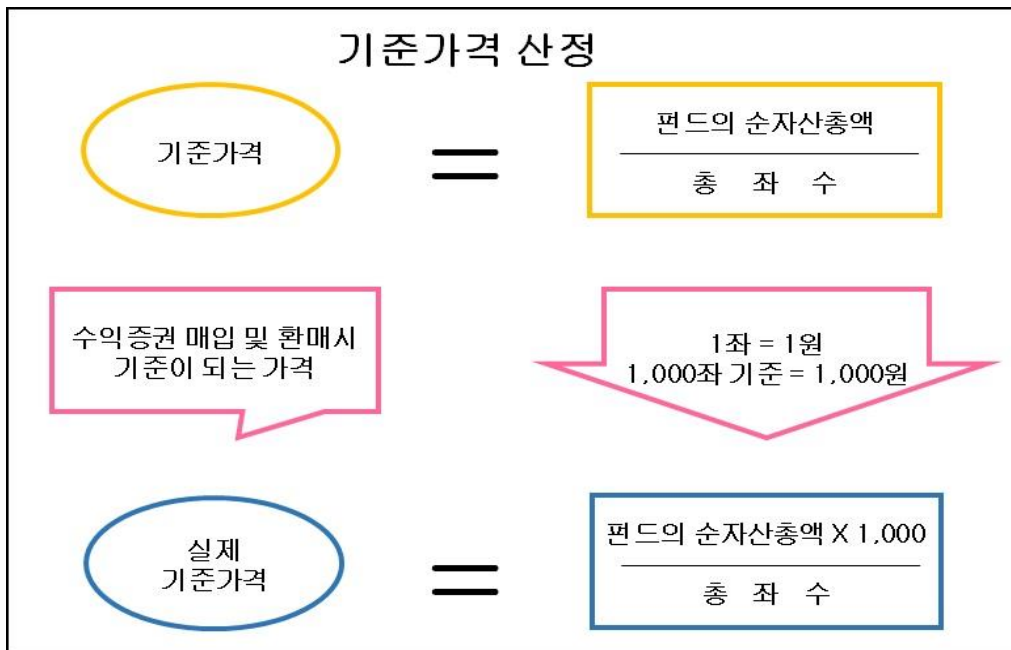 기준가격 산정
기준가격
=
펀드의 순자산총액
총 좌 수
수익증권 매입 및 환매시
기준이 되는 가격
1좌 = 1원
1,000좌 기준 = 1,000원
실제
기준가격
=
펀드의 순자산총액 X 1,000
총 좌 수